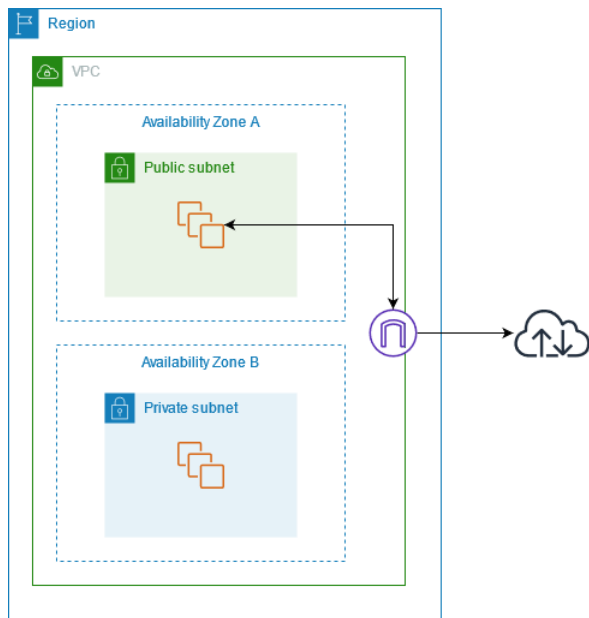 Region
VPC
Availability Zone A
Public subnet
Availability Zone B
Private subnet